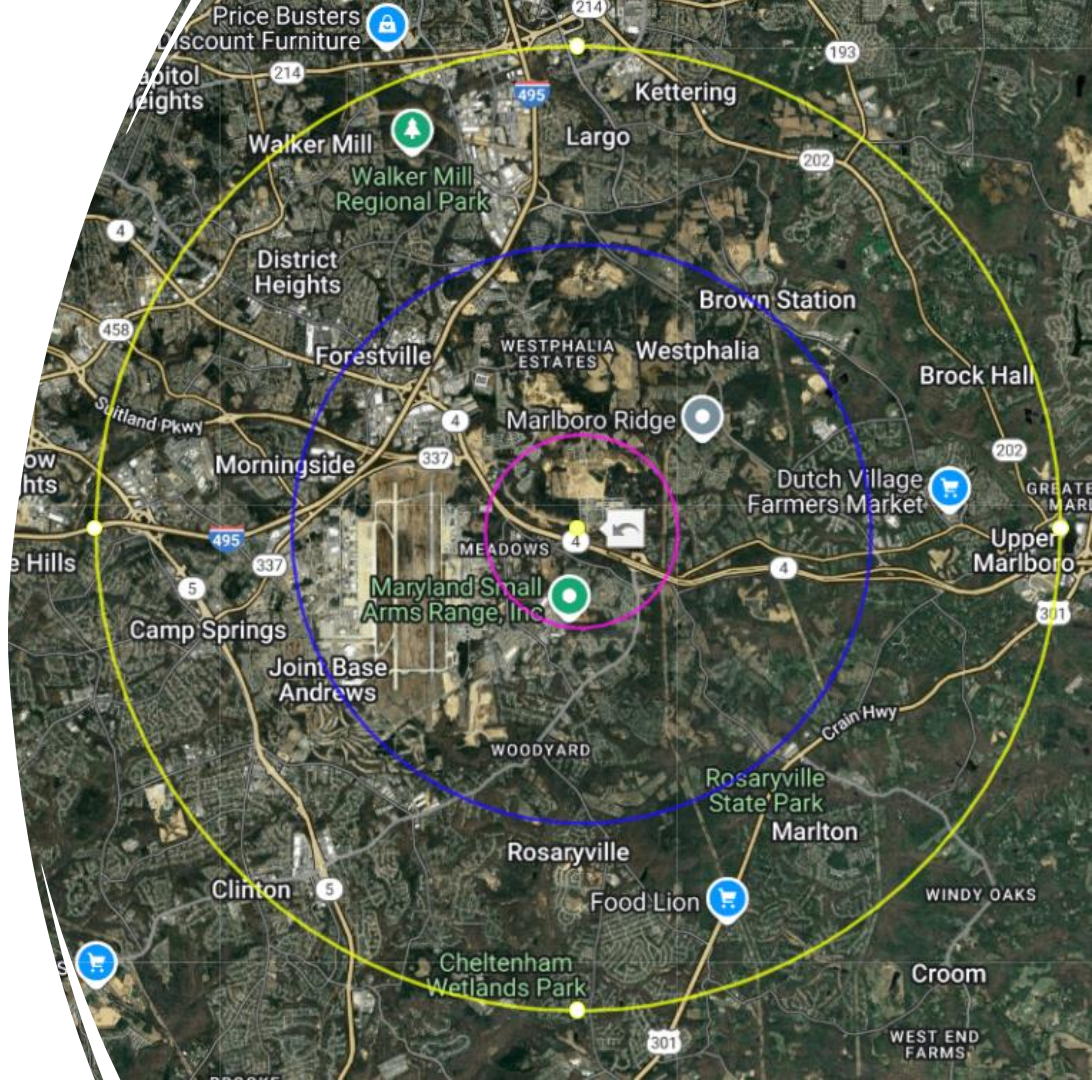 214
Price Busters
Discount Furniture
193
214
495
Kettering
Heights
Walker Mill
Largo
202
Walker Mill
Regional Park
4
District
Heights
Brown Station
458
Forestville
WESTPHALIA
ESTATES
Westphalia
Brock Hall
Suitland Pkwy
4
Marlboro Ridge
202
337
Morningside
Dutch Village
Farmers Market
495
4
MEADOWS
Upper
Marlboro
e Hills
337
4
5
Maryland Small
Arms Range, Inc
301
Camp Springs
Joint Base
Andrews
Crain Hwy
WOODYARD
Rosaryville
State Park
Marlton
Rosaryville
Clinton
5
Food Lion
WINDY OAKS
s
Cheltenham
Wetlands Park
Croom
301
WEST END
FARMS